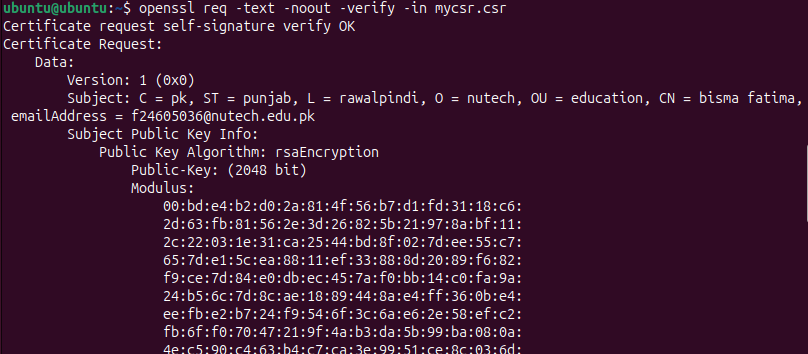 ubuntu@ubuntu:~$ openssl req -text -noout -verify -in mycsr.csr
Certificate request self-signature verify OK
Certificate Request:
Data:
Version: 1 (0x0)
Subject: C = pk, ST = punjab, L = rawalpindi, O = nutech, OU = education, CN = bisma fatima,
emailAddress = f24605036@nutech.edu.pk
Subject Public Key Info:
Public Key Algorithm: rsaEncryption
Public-Key: (2048 bit)
Modulus:
00:bd:e4:b2:d0:2a:81:4f:56:b7:d1:fd:31:18:c6:
2d:63:fb:81:56:2e:3d:26:82:5b:21:97:8a:bf:11:
2c:22:03:1e:31:ca:25:44:bd:8f:02:7d:ee:55:c7:
65:7d:e1:5c:ea:88:11:ef:33:88:8d:20:89:f6:82:
f9:ce:7d:84:e0:db:ec:45:7a:f0:bb:14:c0:fa:9a:
24:b5:6c:7d:8c:ae:18:89:44:8a:e4:ff:36:0b:e4:
ee:fb:e2:b7:24:f9:54:6f:3c:6a:e6:2e:58:ef:c2:
fb:6f:f0:70:47:21:9f:4a:b3:da:5b:99:ba:08:0a:
4e:c5:90:c4:63:b4:c7:ca:3e:99:51:ce:8c:03:6d: